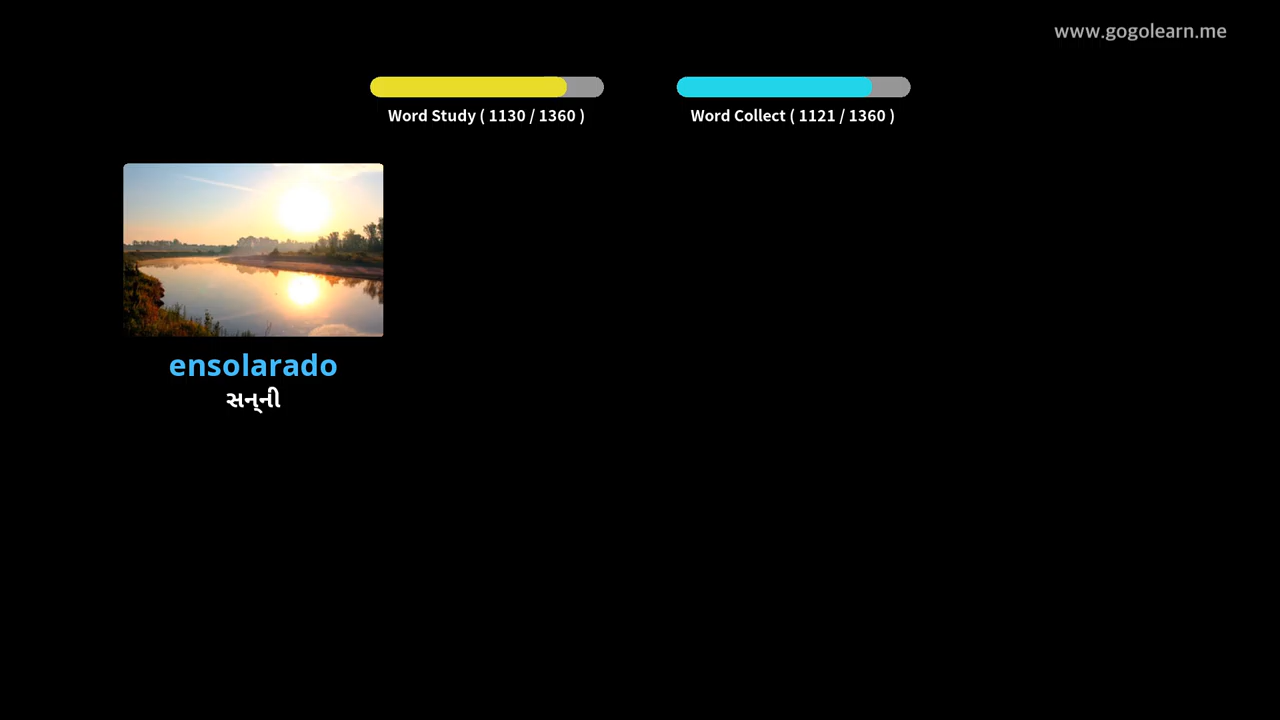 www.gogolearn.me
Word Study ( 1130 / 1360 )
Word Collect ( 1121 / 1360 )
ensolarado
સન્ની